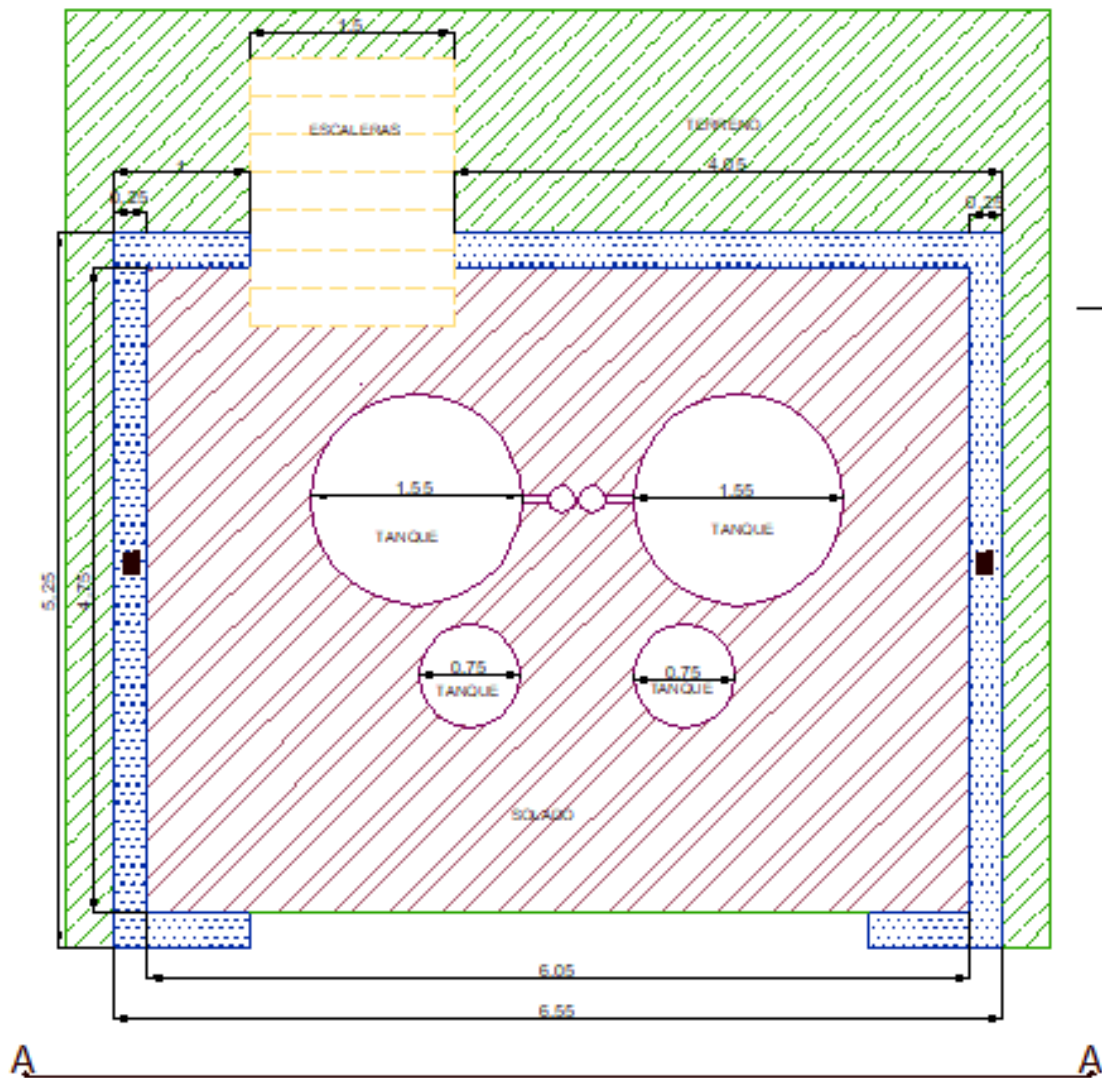 1.5
ESCALERAS
TERRENO
1
4.05
0.25
0.25
1.55
1.55
TANQUE
TANQUE
5.25
4.75
0.75
0.75
TANQUE
TANQUE
SOLADO
6.05
6.55
A
A